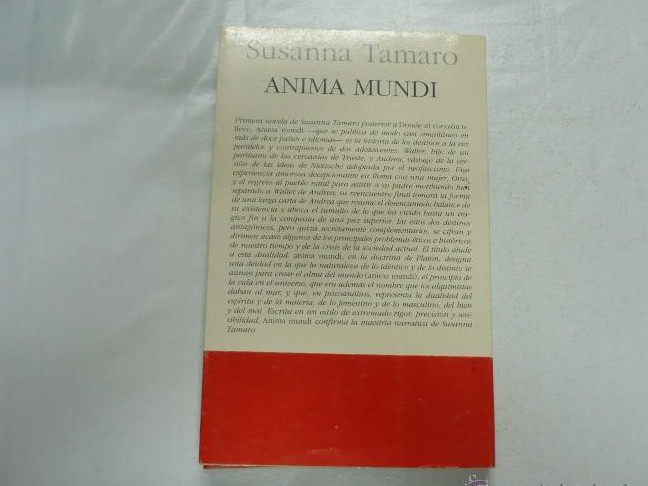 Susanna Tamaro
ANIMA MUNDI
Primera novela de Susanna Tamaro posterior a Donde el corazón te
lleve, Anima mundi —que se publica de modo casi simultáneo en
más de doce países e idiomas— es la historia de los destinos a la vez
paralelos y contrapuestos de dos adolescentes. Walter, hijo de un
partisano de las cercanías de Trieste, y Andrea, vástago de la ver-
sión de las ideas de Nietzsche adoptada por el neofascismo. Una
experiencia amorosa decepcionante en Roma con una mujer, Orsa,
y el regreso al pueblo natal para asistir a su padre moribundo han
separado a Walter de Andrea; su reencuentro final tomará la forma
de una larga carta de Andrea que resume el desencantado balance de
su existencia y ahoga el tumulto de lo que ha vivido hasta un trá-
gico fin a la conquista de una paz superior. En estos dos destinos
antagónicos, pero quizá secretamente complementarios, se cifran y
dirimen acaso algunos de los principales problemas éticos e históricos
de nuestro tiempo y de la crisis de la sociedad actual. El título alude
a esta dualidad: anima mundi, en la doctrina de Platón, designa
una deidad en la que la naturaleza de lo idéntico y de lo distinto se
aúnan para crear el alma del mundo (anima mundi), el principio de
la vida en el universo, que era además el nombre que los alquimistas
daban al mar, y que, en psicoanálisis, representa la dualidad del
espíritu y de la materia, de lo femenino y de lo masculino, del bien
y del mal. Escrita en un estilo de extremado rigor, precisión y sen-
sibilidad, Anima mundi confirma la maestría narrativa de Susanna
Tamaro.